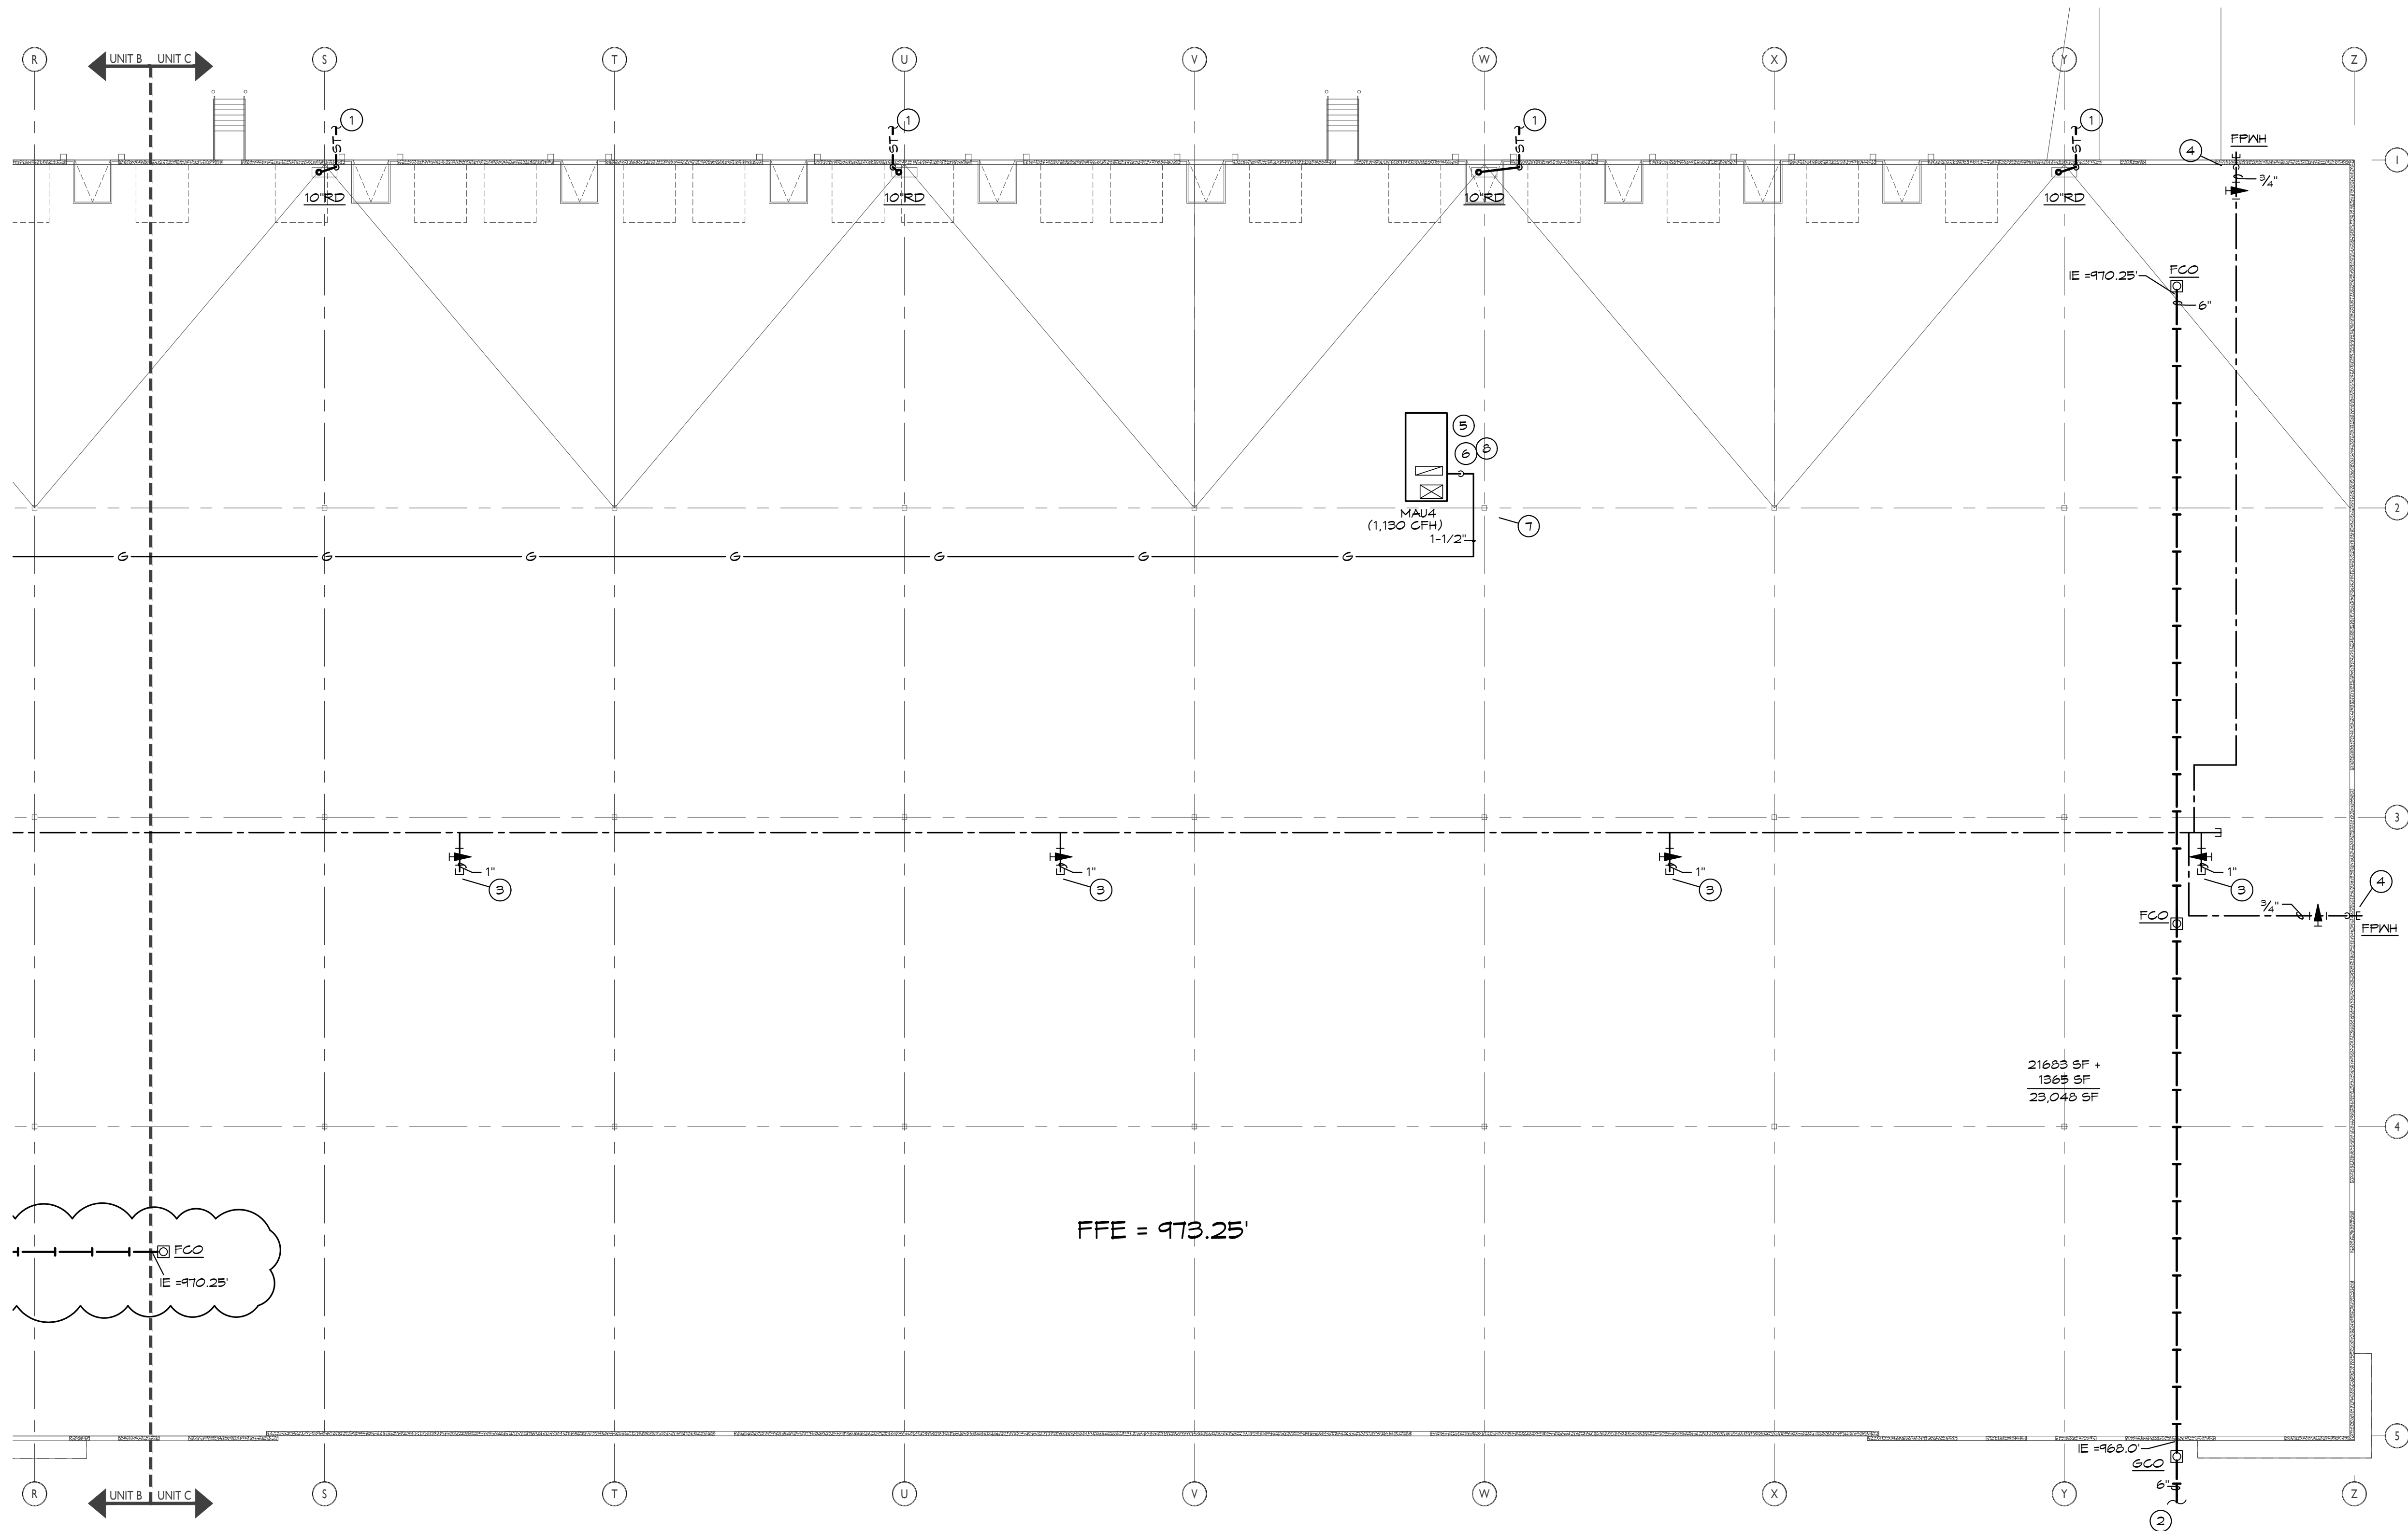 R
UNIT B
UNIT C
S
T
U
V
W
X
Y
Z
1
1
1
1
ST
ST
ST
ST
10"RD
10"RD
10"RD
10"RD
FPWH
4
3/4"
1
IE =970.25'
FCO
6"
5
6
8
MAU4
(1,130 CFH)
1-1/2"
7
2
G
G
G
G
G
G
G
3
1"
3
1"
3
1"
3
1"
3
4
3/4"
FCO
FPWH
21683 SF +
1365 SF
23,048 SF
4
FFE = 973.25'
FCO
IE =970.25'
IE =968.0'
GCO
5
6"
2
R
UNIT B
UNIT C
S
T
U
V
W
X
Y
Z